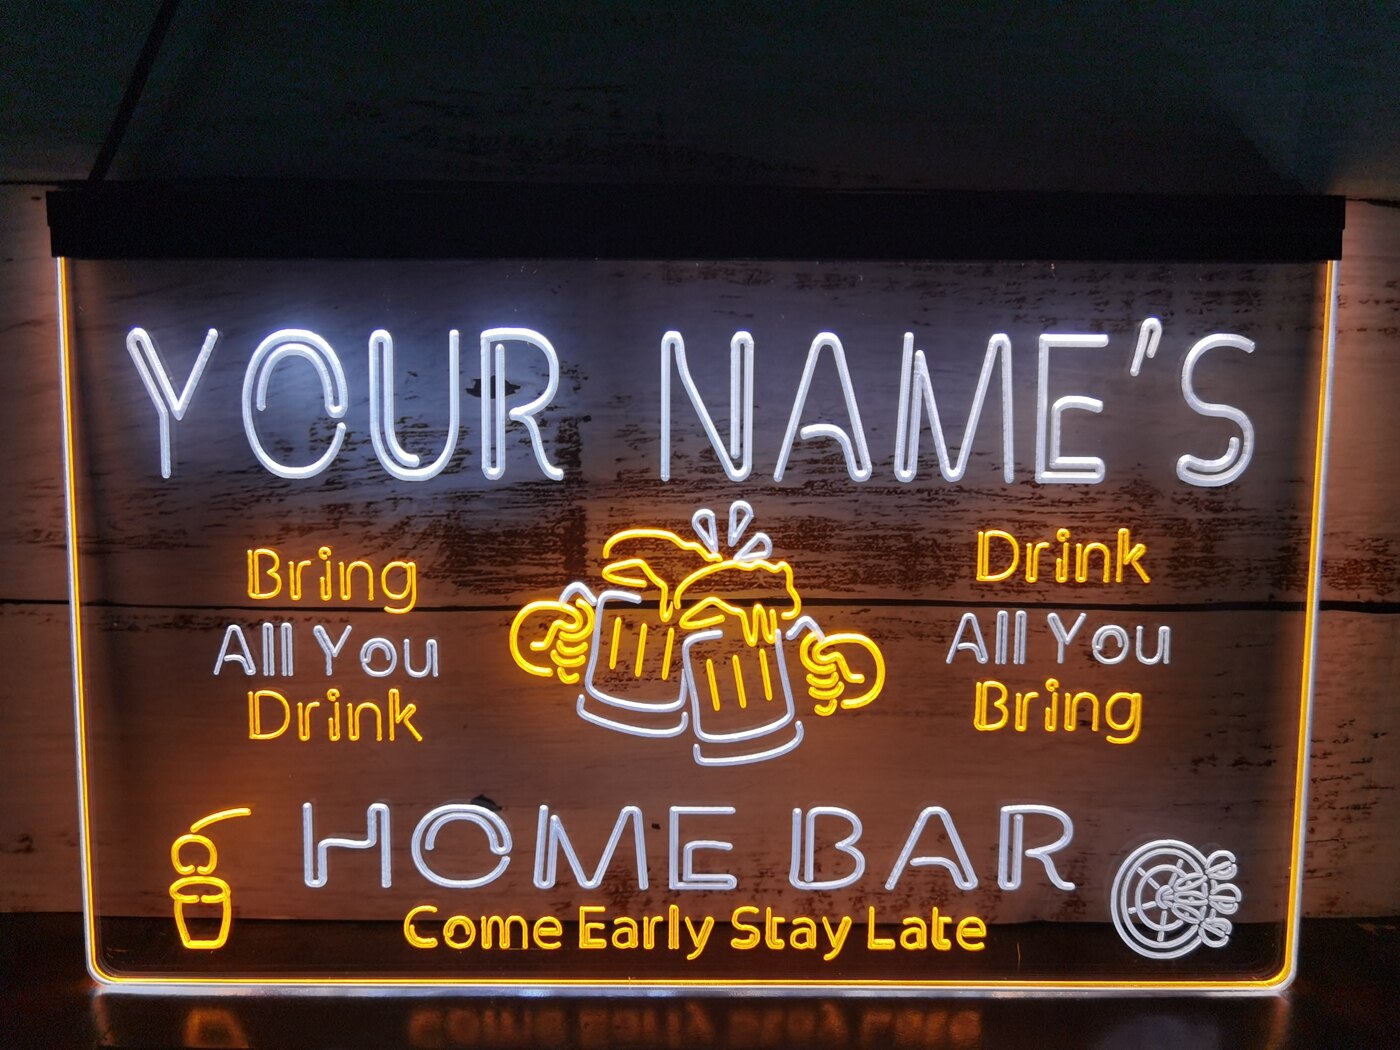 YOUR NAME'S
Bring
All You
Drink
Drink
All You
Bring
HOME BAR
Come Early Stay Late